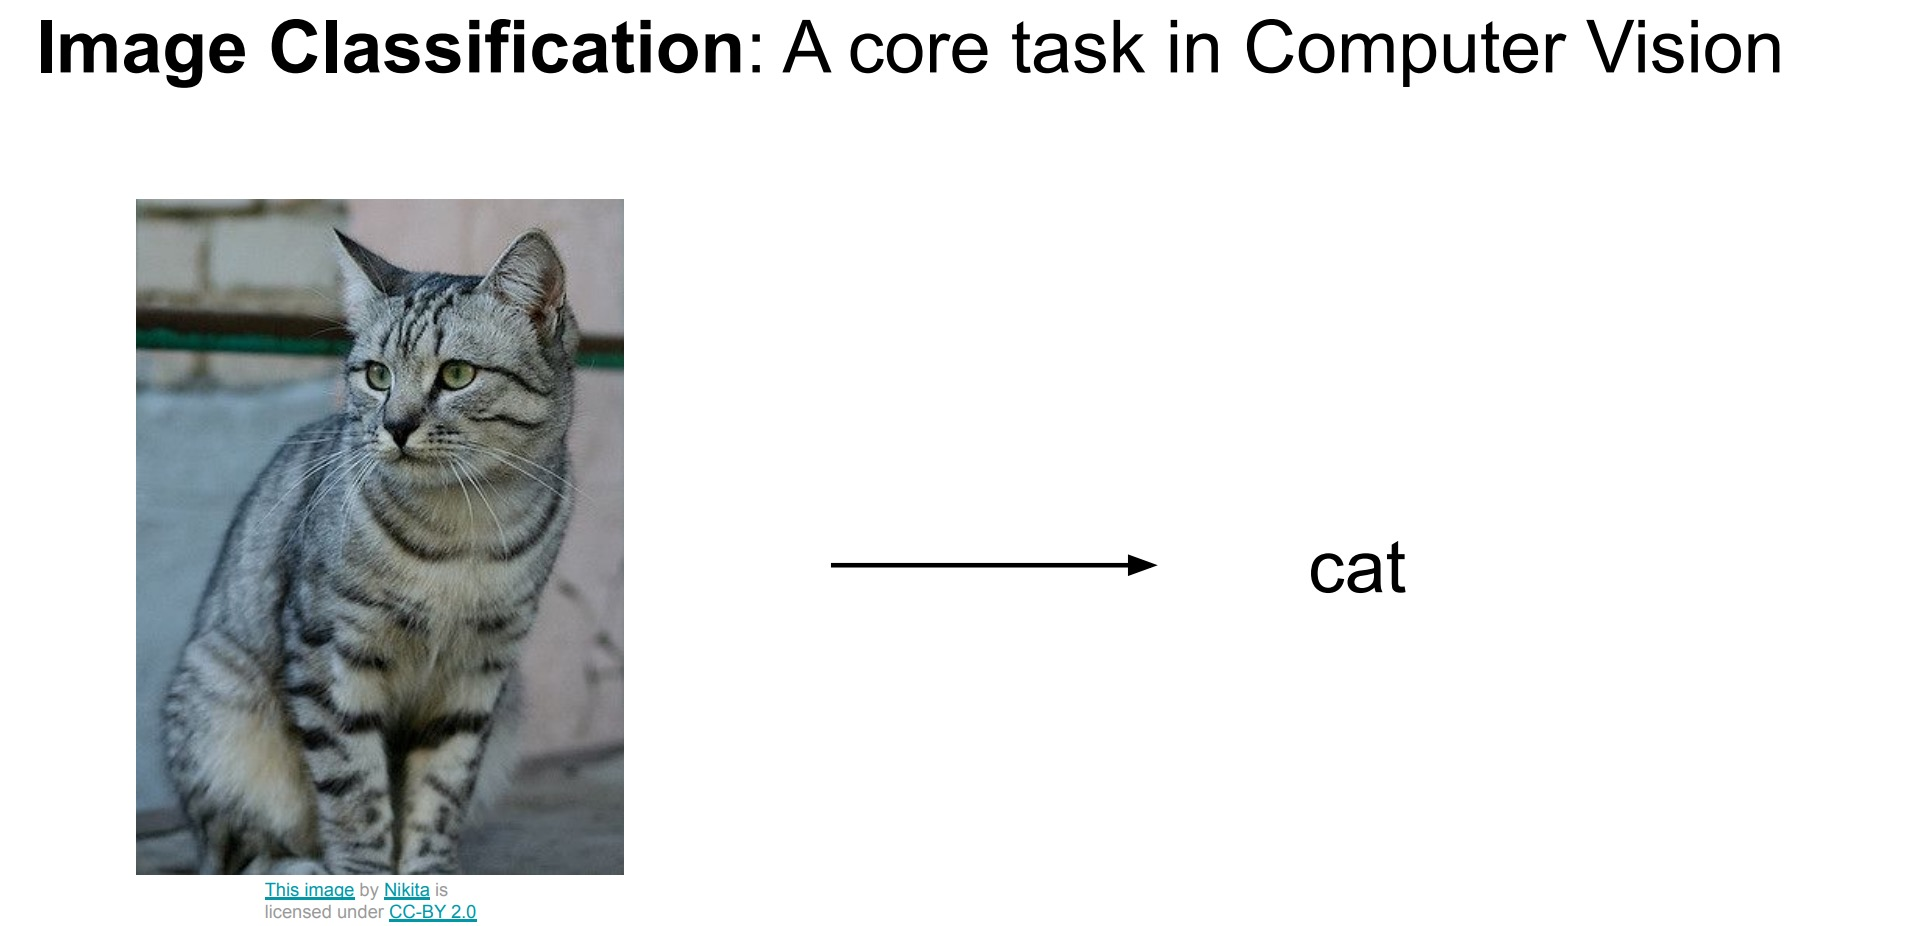 Image Classification: A core task in Computer Vision
cat
This image by Nikita is
licensed under CC-BY 2.0